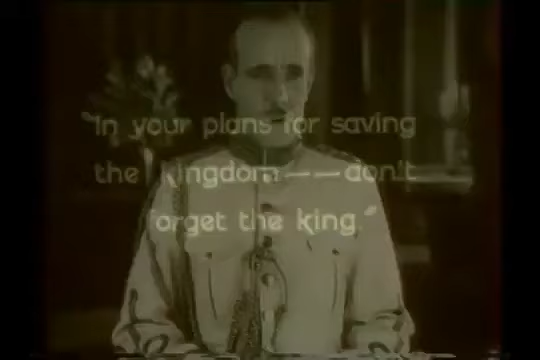 "In your plans for saving
the kingdom -- don't
forget the king."